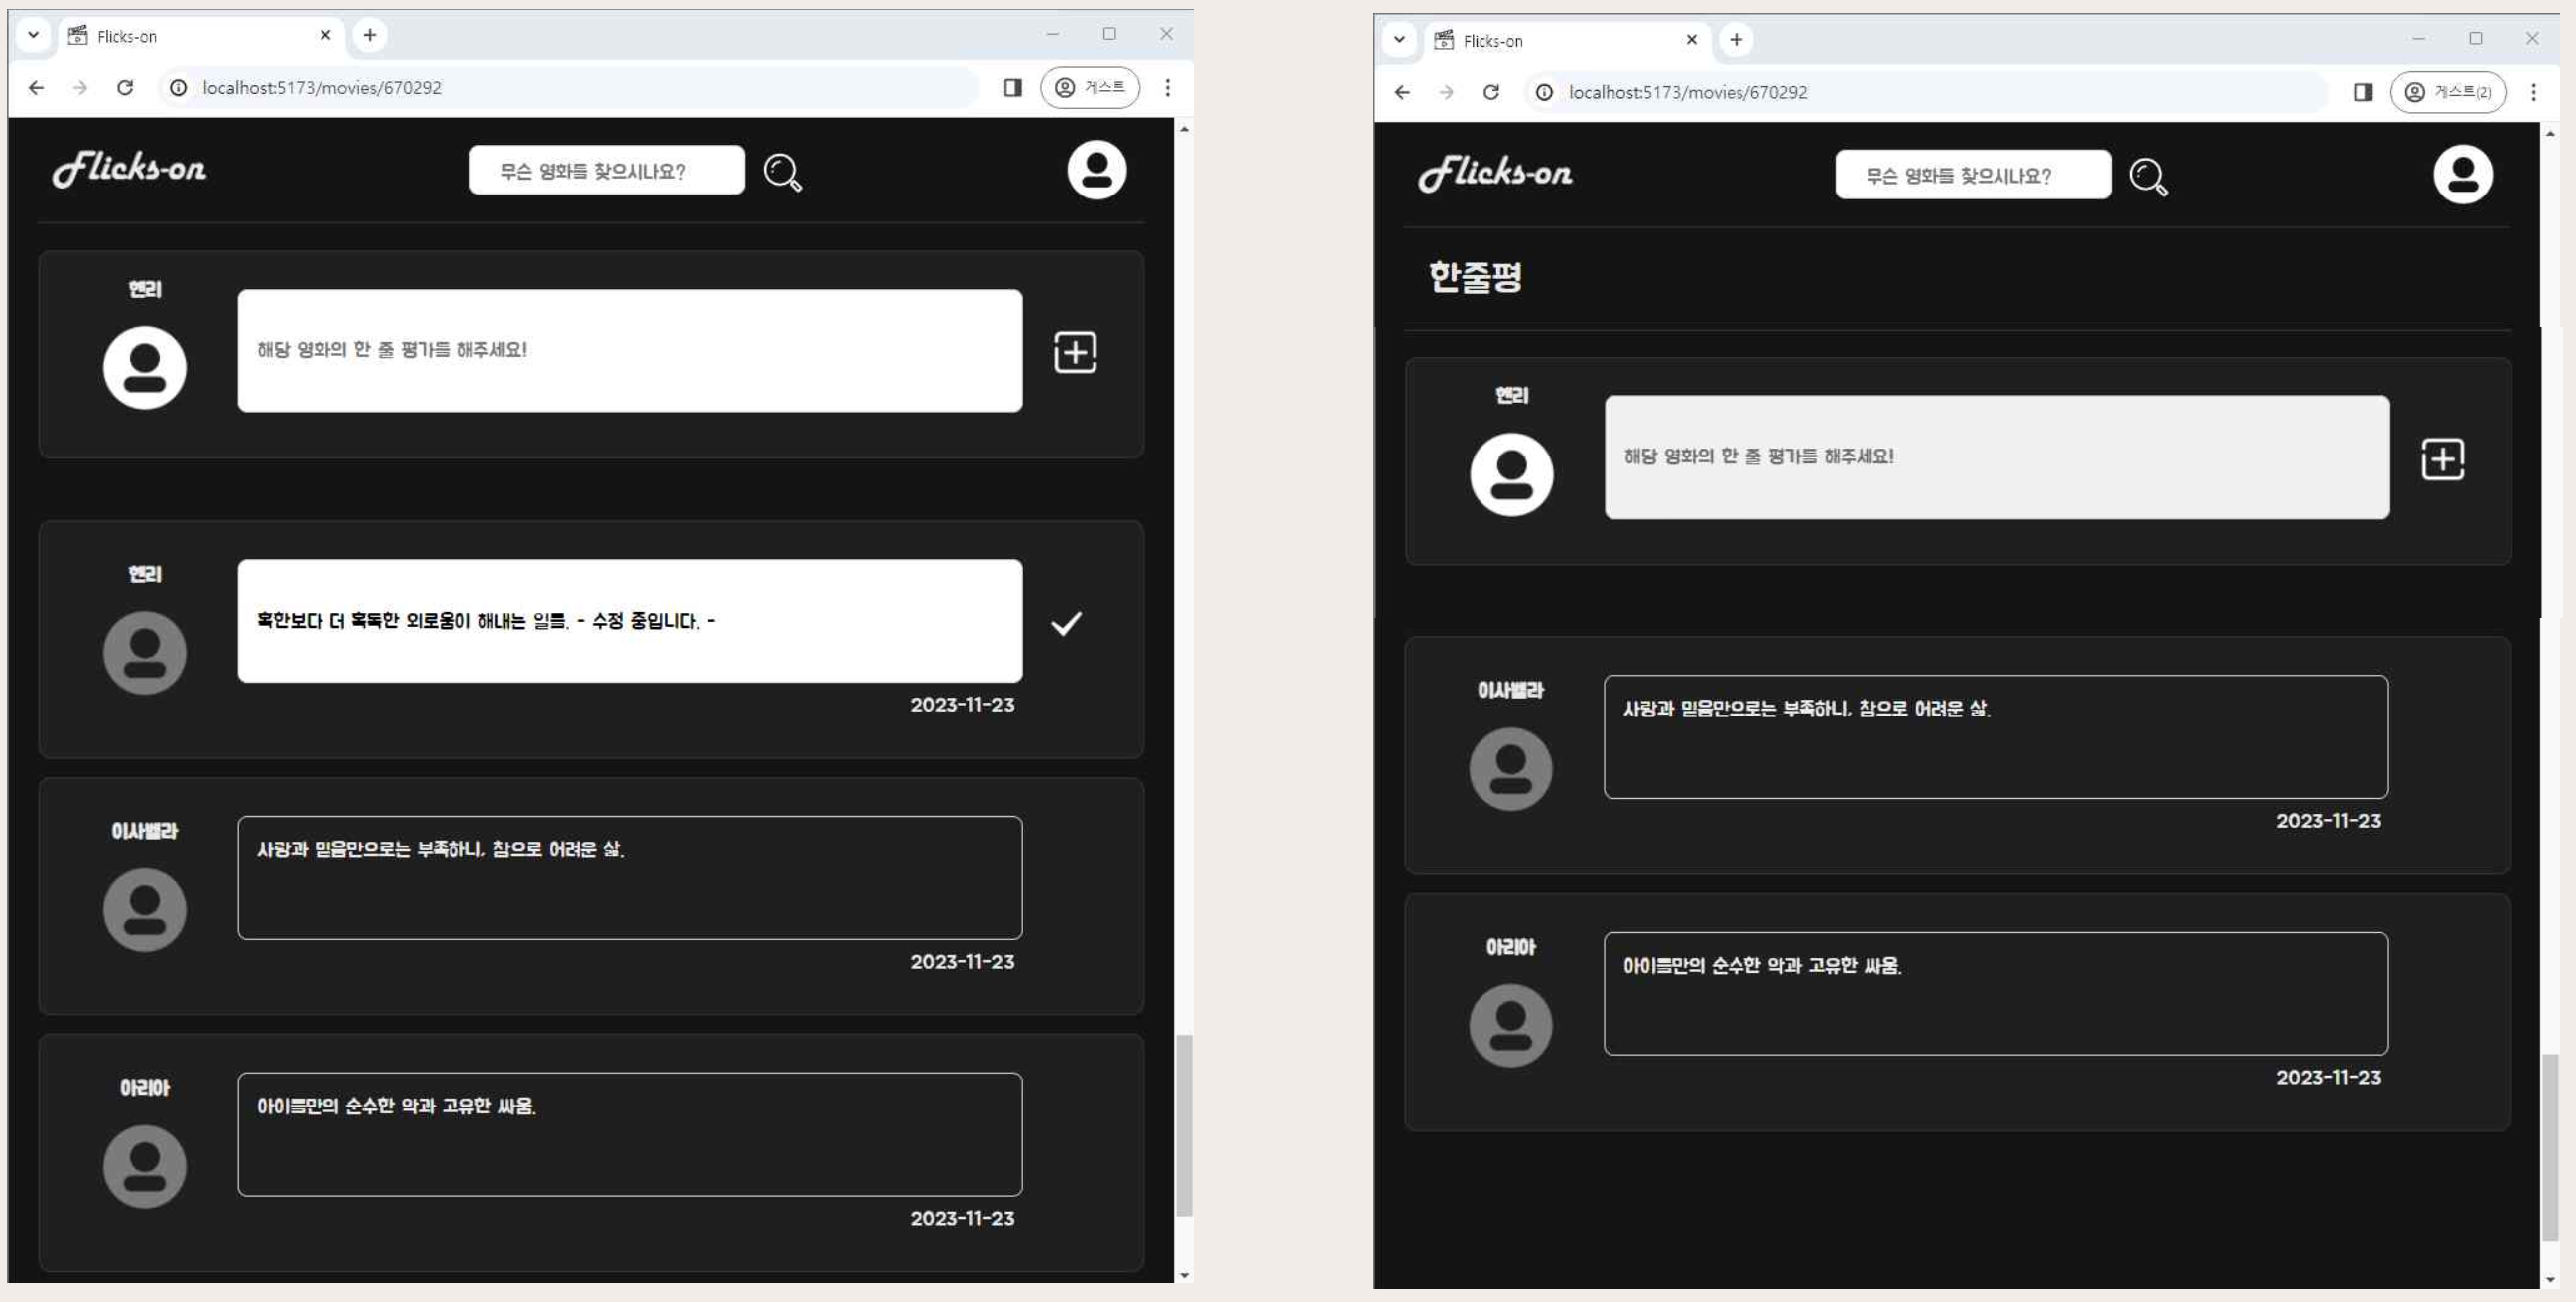 Flicks-on
localhost:5173/movies/670292
게스트
Flicks-on
무슨 영화를 찾으시나요?
헨리
해당 영화의 한 줄 평가를 해주세요!
헨리
혹한보다 더 혹독한 외로움이 해내는 일들. - 수정 중입니다. -
2023-11-23
이사벨라
사랑과 믿음만으로는 부족하니, 참으로 어려운 삶.
2023-11-23
아리아
아이들만의 순수한 악과 고유한 싸움.
2023-11-23
Flicks-on
localhost:5173/movies/670292
게스트(2)
Flicks-on
무슨 영화를 찾으시나요?
한줄평
헨리
해당 영화의 한 줄 평가를 해주세요!
이사벨라
사랑과 믿음만으로는 부족하니, 참으로 어려운 삶.
2023-11-23
아리아
아이들만의 순수한 악과 고유한 싸움.
2023-11-23